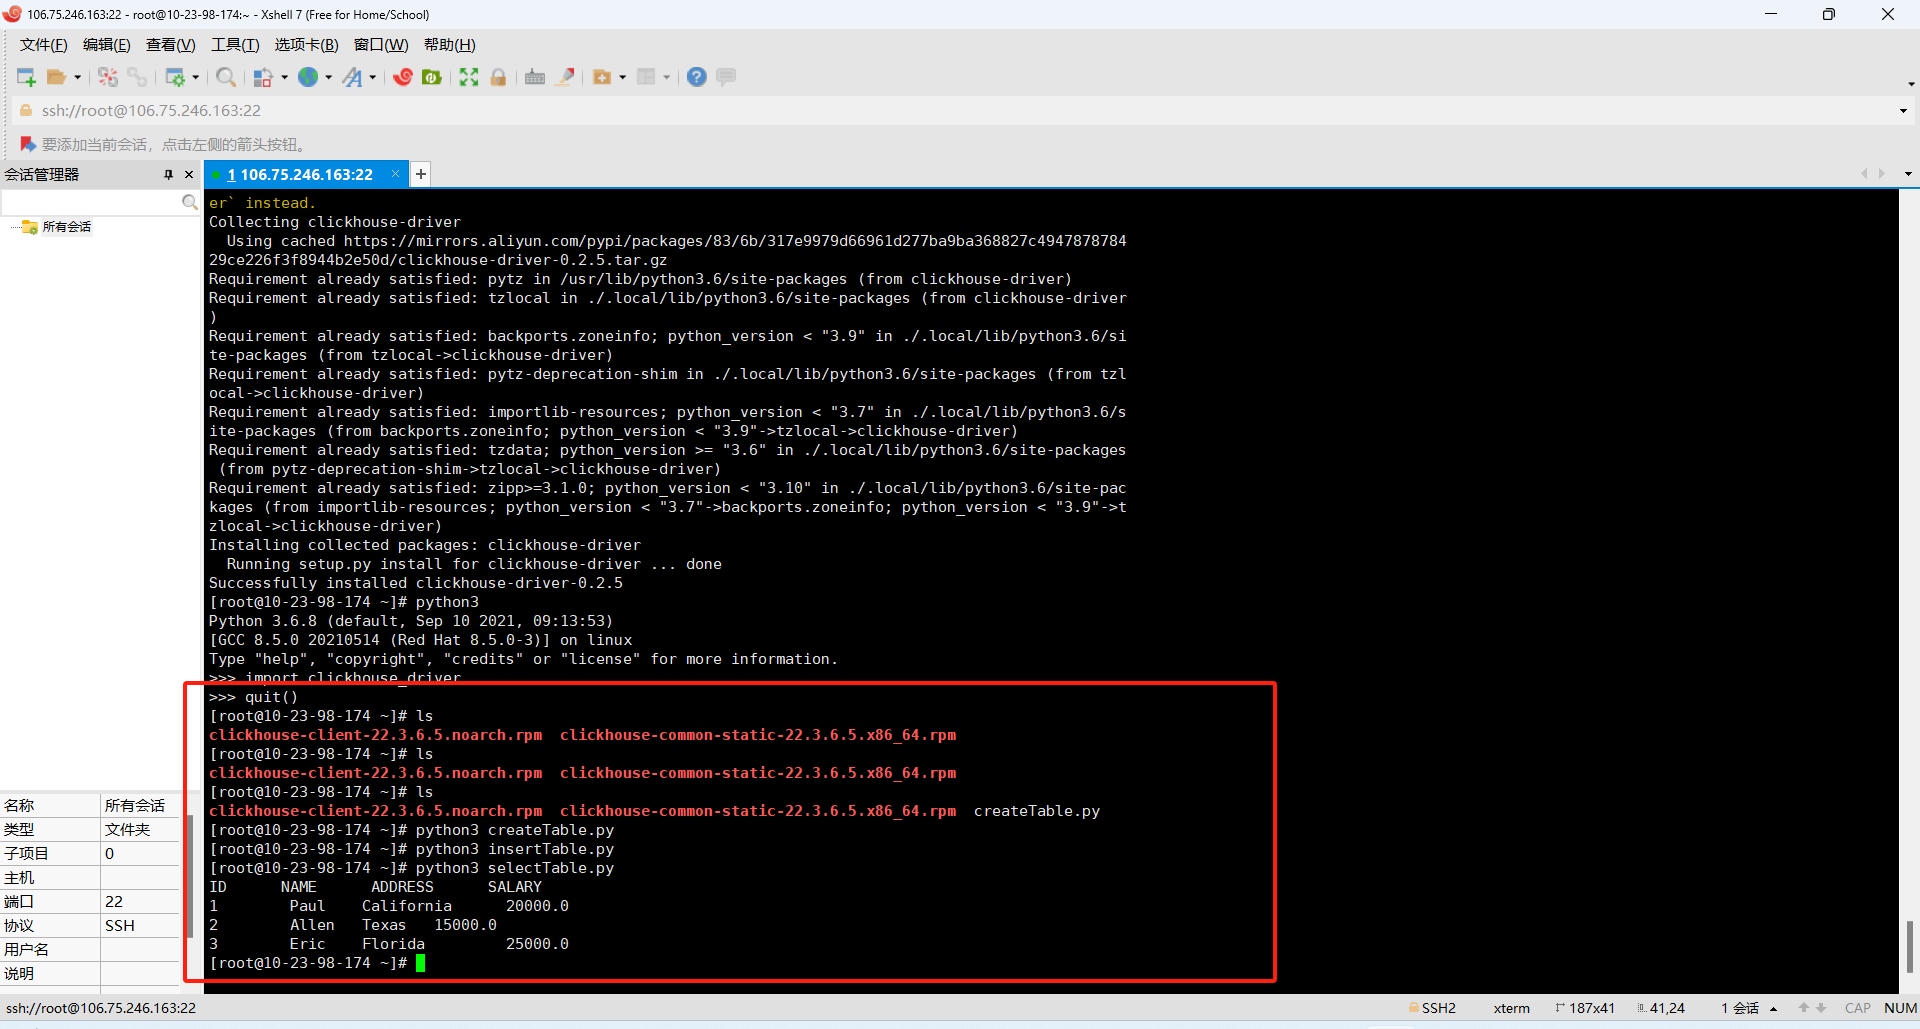 106.75.246.163:22 - root@10-23-98-174:~ - Xshell 7 (Free for Home/School)
文件(F) 编辑(E) 查看(V) 工具(T) 选项卡(B) 窗口(W) 帮助(H)
ssh://root@106.75.246.163:22
要添加当前会话，点击左侧的箭头按钮。
会话管理器
1 106.75.246.163:22
所有会话
er` instead.
Collecting clickhouse-driver
  Using cached https://mirrors.aliyun.com/pypi/packages/83/6b/317e9979d66961d277ba9ba368827c4947878784
29ce226f3f8944b2e50d/clickhouse-driver-0.2.5.tar.gz
Requirement already satisfied: pytz in /usr/lib/python3.6/site-packages (from clickhouse-driver)
Requirement already satisfied: tzlocal in ./.local/lib/python3.6/site-packages (from clickhouse-driver
)
Requirement already satisfied: backports.zoneinfo; python_version < "3.9" in ./.local/lib/python3.6/si
te-packages (from tzlocal->clickhouse-driver)
Requirement already satisfied: pytz-deprecation-shim in ./.local/lib/python3.6/site-packages (from tzl
ocal->clickhouse-driver)
Requirement already satisfied: importlib-resources; python_version < "3.7" in ./.local/lib/python3.6/s
ite-packages (from backports.zoneinfo; python_version < "3.9"->tzlocal->clickhouse-driver)
Requirement already satisfied: tzdata; python_version >= "3.6" in ./.local/lib/python3.6/site-packages
 (from pytz-deprecation-shim->tzlocal->clickhouse-driver)
Requirement already satisfied: zipp>=3.1.0; python_version < "3.10" in ./.local/lib/python3.6/site-pac
kages (from importlib-resources; python_version < "3.7"->backports.zoneinfo; python_version < "3.9"->t
zlocal->clickhouse-driver)
Installing collected packages: clickhouse-driver
  Running setup.py install for clickhouse-driver ... done
Successfully installed clickhouse-driver-0.2.5
[root@10-23-98-174 ~]# python3
Python 3.6.8 (default, Sep 10 2021, 09:13:53)
[GCC 8.5.0 20210514 (Red Hat 8.5.0-3)] on linux
Type "help", "copyright", "credits" or "license" for more information.
>>> import clickhouse_driver
>>> quit()
[root@10-23-98-174 ~]# ls
clickhouse-client-22.3.6.5.noarch.rpm  clickhouse-common-static-22.3.6.5.x86_64.rpm
[root@10-23-98-174 ~]# ls
clickhouse-client-22.3.6.5.noarch.rpm  clickhouse-common-static-22.3.6.5.x86_64.rpm
[root@10-23-98-174 ~]# ls
clickhouse-client-22.3.6.5.noarch.rpm  clickhouse-common-static-22.3.6.5.x86_64.rpm  createTable.py
[root@10-23-98-174 ~]# python3 createTable.py
[root@10-23-98-174 ~]# python3 insertTable.py
[root@10-23-98-174 ~]# python3 selectTable.py
ID      NAME      ADDRESS      SALARY
1        Paul    California      20000.0
2        Allen   Texas   15000.0
3        Eric    Florida         25000.0
[root@10-23-98-174 ~]#
名称 所有会话
类型 文件夹
子项目 0
主机
端口 22
协议 SSH
用户名
说明
ssh://root@106.75.246.163:22 SSH2 xterm 187x41 41,24 1 会话 CAP NUM